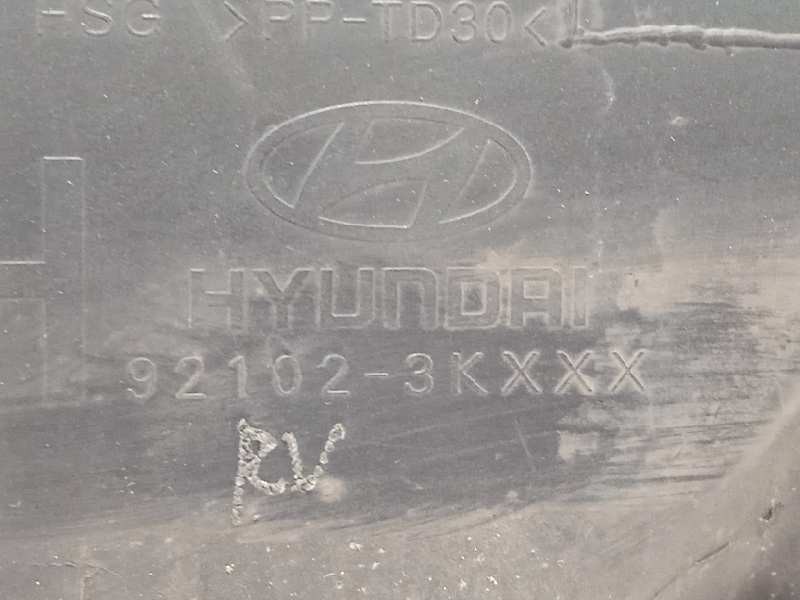 HSG >PP-TD30<
H
HYUNDAI
92102-3KXXX
RV